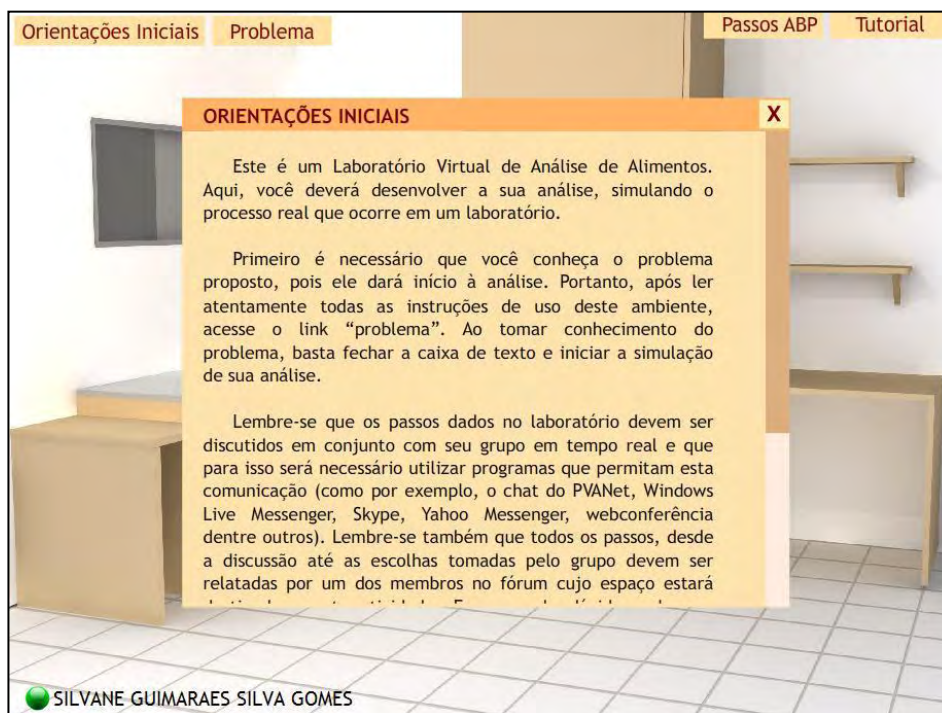 Orientações Iniciais Problema Passos ABP Tutorial
ORIENTAÇÕES INICIAIS X
Este é um Laboratório Virtual de Análise de Alimentos.
Aqui, você deverá desenvolver a sua análise, simulando o
processo real que ocorre em um laboratório.
Primeiro é necessário que você conheça o problema
proposto, pois ele dará início à análise. Portanto, após ler
atentamente todas as instruções de uso deste ambiente,
acesse o link “problema”. Ao tomar conhecimento do
problema, basta fechar a caixa de texto e iniciar a simulação
de sua análise.
Lembre-se que os passos dados no laboratório devem ser
discutidos em conjunto com seu grupo em tempo real e que
para isso será necessário utilizar programas que permitam esta
comunicação (como por exemplo, o chat do PVANet, Windows
Live Messenger, Skype, Yahoo Messenger, webconferência
dentre outros). Lembre-se também que todos os passos, desde
a discussão até as escolhas tomadas pelo grupo devem ser
relatadas por um dos membros no fórum cujo espaço estará
SILVANE GUIMARAES SILVA GOMES